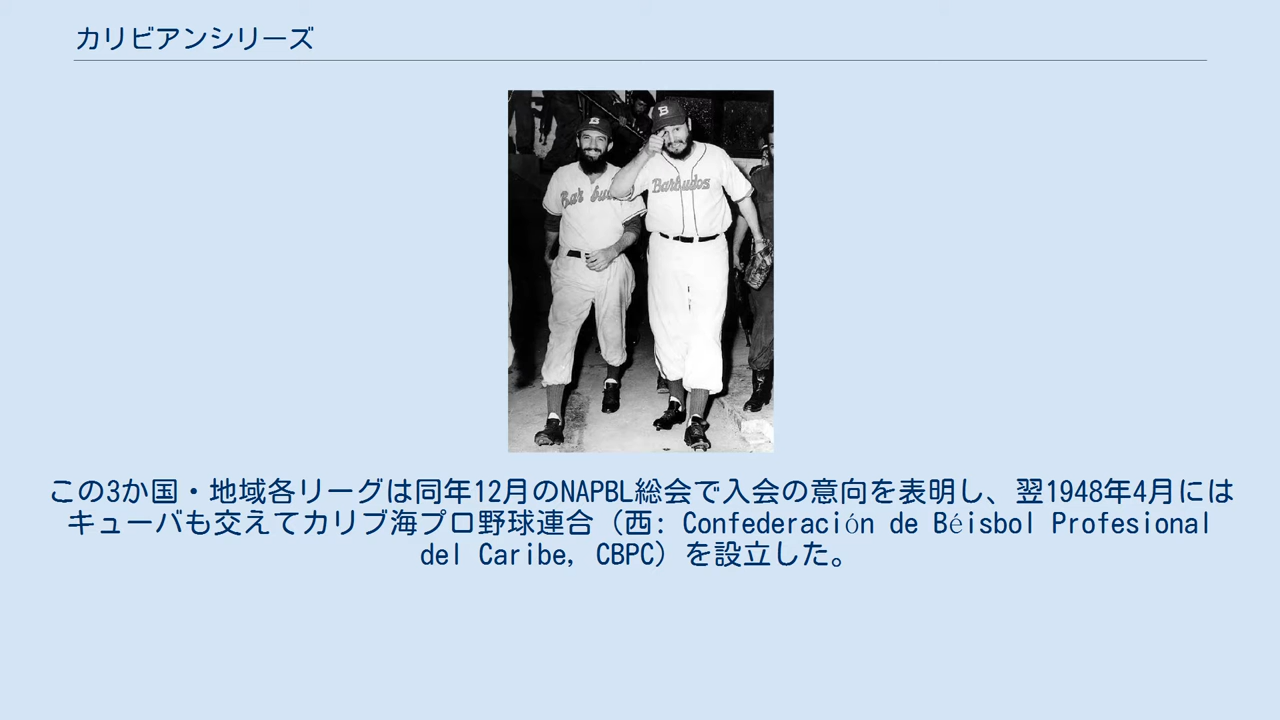 カリビアンシリーズ
B
B
Barbudos
Barbudos
この3か国・地域各リーグは同年12月のNAPBL総会で入会の意向を表明し、翌1948年4月には
キューバも交えてカリブ海プロ野球連合（西: Confederación de Béisbol Profesional
del Caribe, CBPC）を設立した。